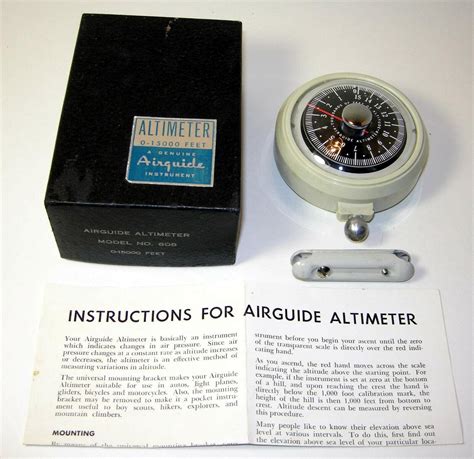 ALTIMETER
0-15000 FEET
A GENUINE
Airguide
INSTRUMENT
AIRGUIDE ALTIMETER
MODEL NO. 606
0-15000 FEET
INSTRUCTIONS FOR AIRGUIDE ALTIMETER
Your Airguide Altimeter is basically an instrument
which indicates changes in air pressure. Since air
pressure changes at a constant rate as altitude increases
or decreases, the altimeter is an effective method of
measuring variations in altitude.
The universal mounting bracket makes your Airguide
Altimeter suitable for use in autos, light planes,
gliders, bicycles and motorcycles. Also, the mounting
bracket may be removed to make it a pocket instru-
ment useful to boy scouts, hikers, explorers, and
mountain climbers.
MOUNTING
By means of the universal mounting bracket
strument before you begin your ascent until the zero
of the transparent scale is directly over the red indi-
cating hand.
As you ascend, the red hand moves across the scale
indicating the altitude above the starting point. For
example, if the instrument is set at zero at the bottom
of a hill, and upon reaching the crest the hand is
directly below the 1,000 foot calibration mark, the
height of the hill is then 1,000 feet from bottom to
crest. Altitude descent can be measured by reversing
this procedure.
Many people like to know their elevation above sea
level at various intervals. To do this, first find out
the elevation above sea level of your particular loca-